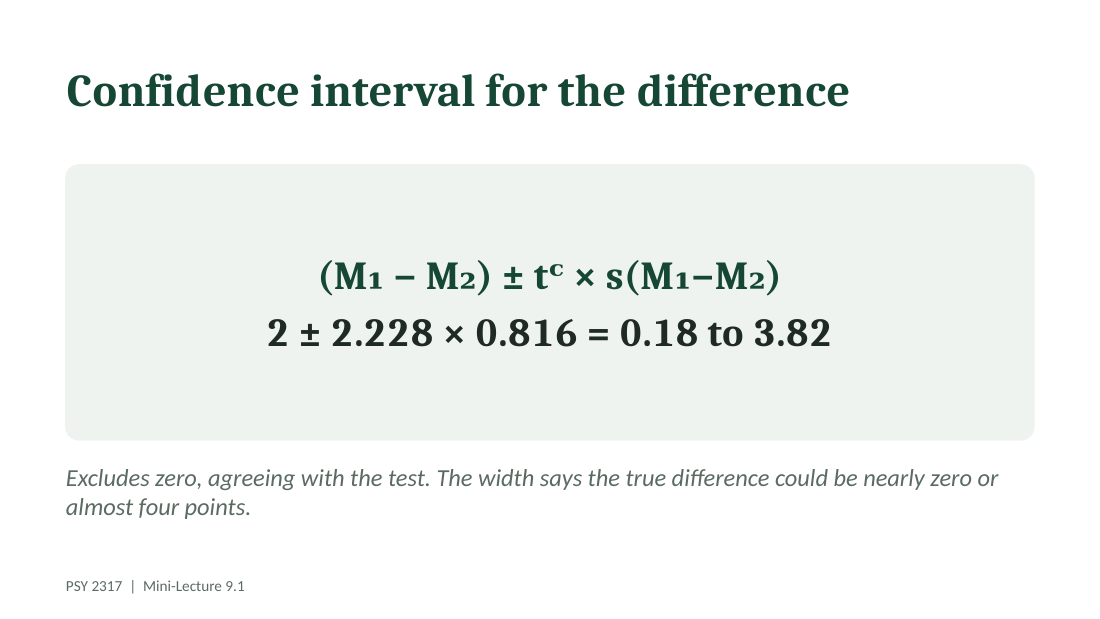 Confidence interval for the difference
(M₁ − M₂) ± tᶜ × s(M₁−M₂)
2 ± 2.228 × 0.816 = 0.18 to 3.82
Excludes zero, agreeing with the test. The width says the true difference could be nearly zero or
almost four points.
PSY 2317 | Mini-Lecture 9.1